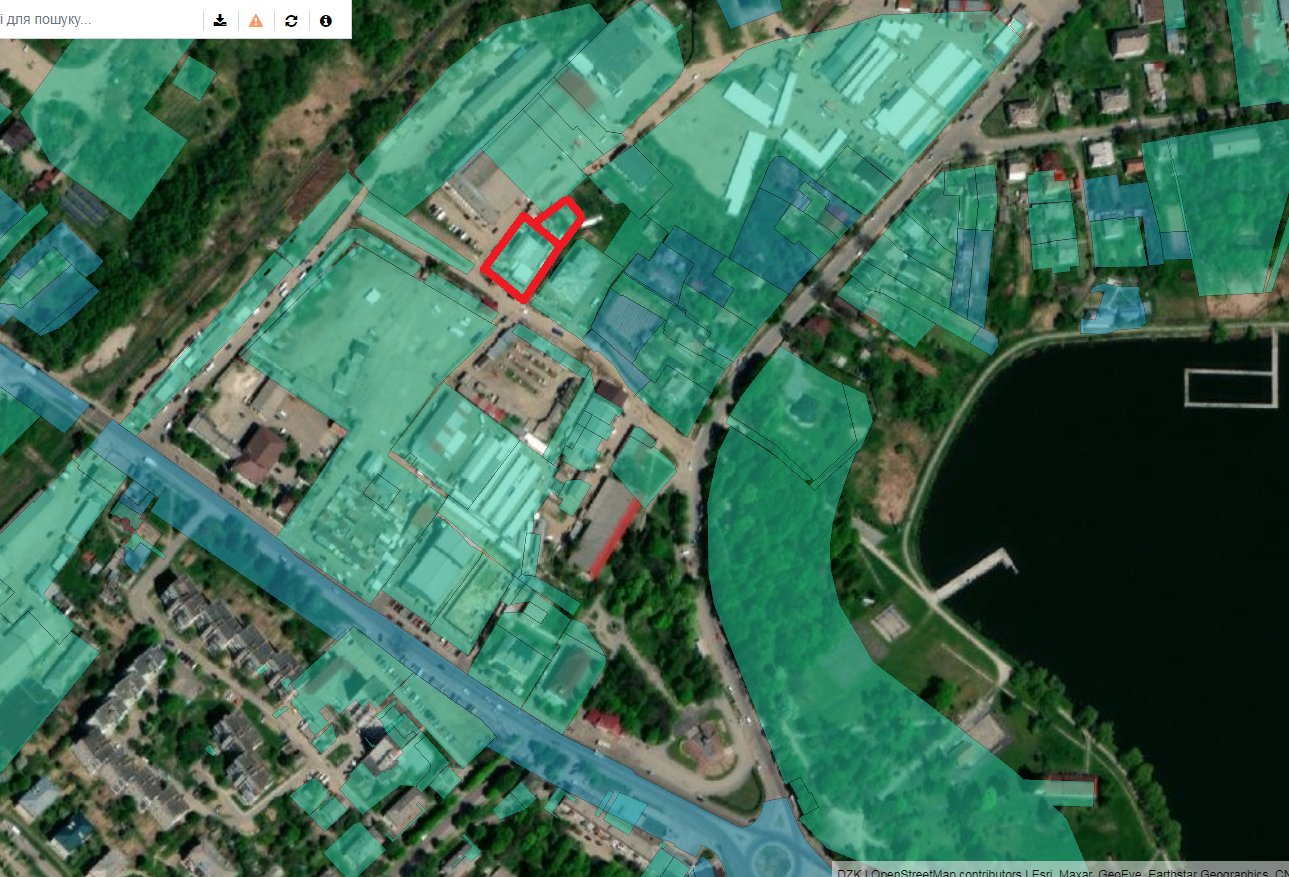 і для пошуку...
DZK | OpenStreetMap contributors | Esri, Maxar, GeoEye, Earthstar Geographics, CN